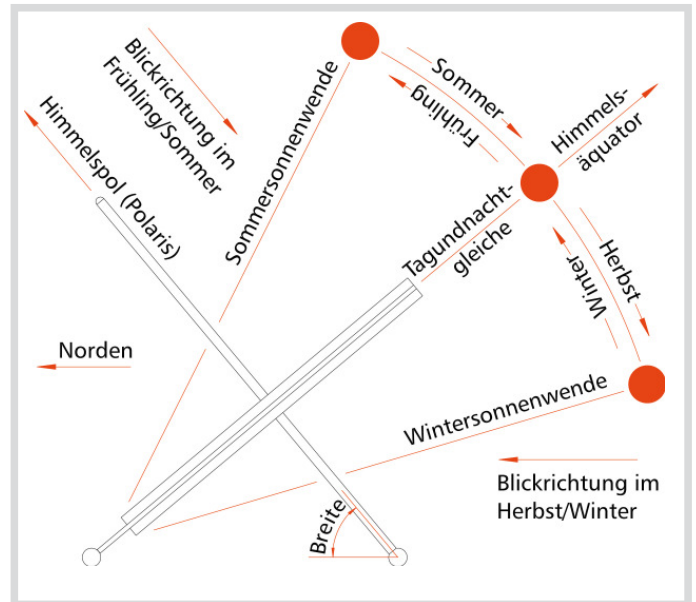 Blickrichtung im
Frühling/Sommer
Himmelspol (Polaris)
Sommersonnenwende
Sommer
Frühling
Himmels-
äquator
Tagundnacht-
gleiche
Herbst
Winter
Norden
Wintersonnenwende
Blickrichtung im
Herbst/Winter
Breite